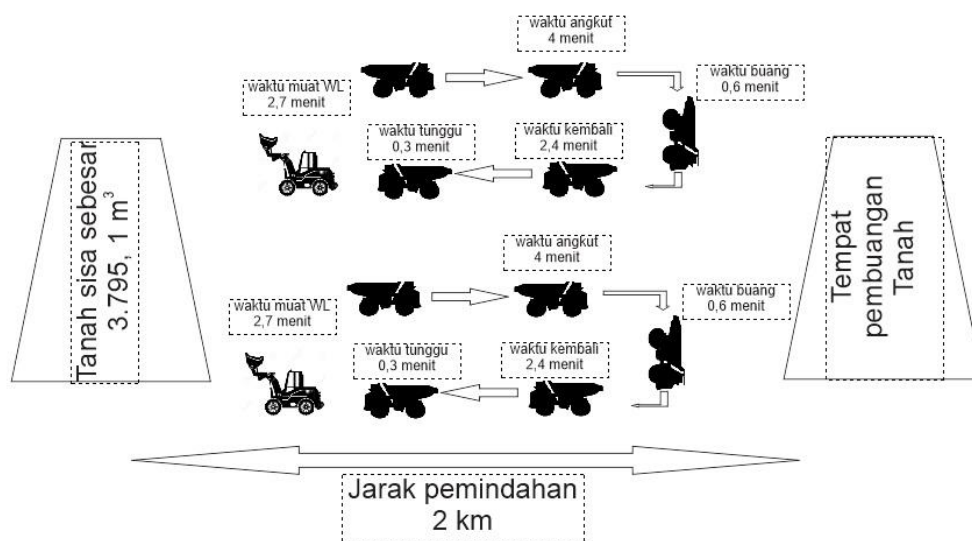 waktu angkut
4 menit
waktu muat WL
2,7 menit
waktu buang
0,6 menit
waktu tunggu
0,3 menit
waktu kembali
2,4 menit
Tanah sisa sebesar
3.795, 1 m³
Tempat
pembuangan
Tanah
waktu angkut
4 menit
waktu muat WL
2,7 menit
waktu buang
0,6 menit
waktu tunggu
0,3 menit
waktu kembali
2,4 menit
Jarak pemindahan
2 km